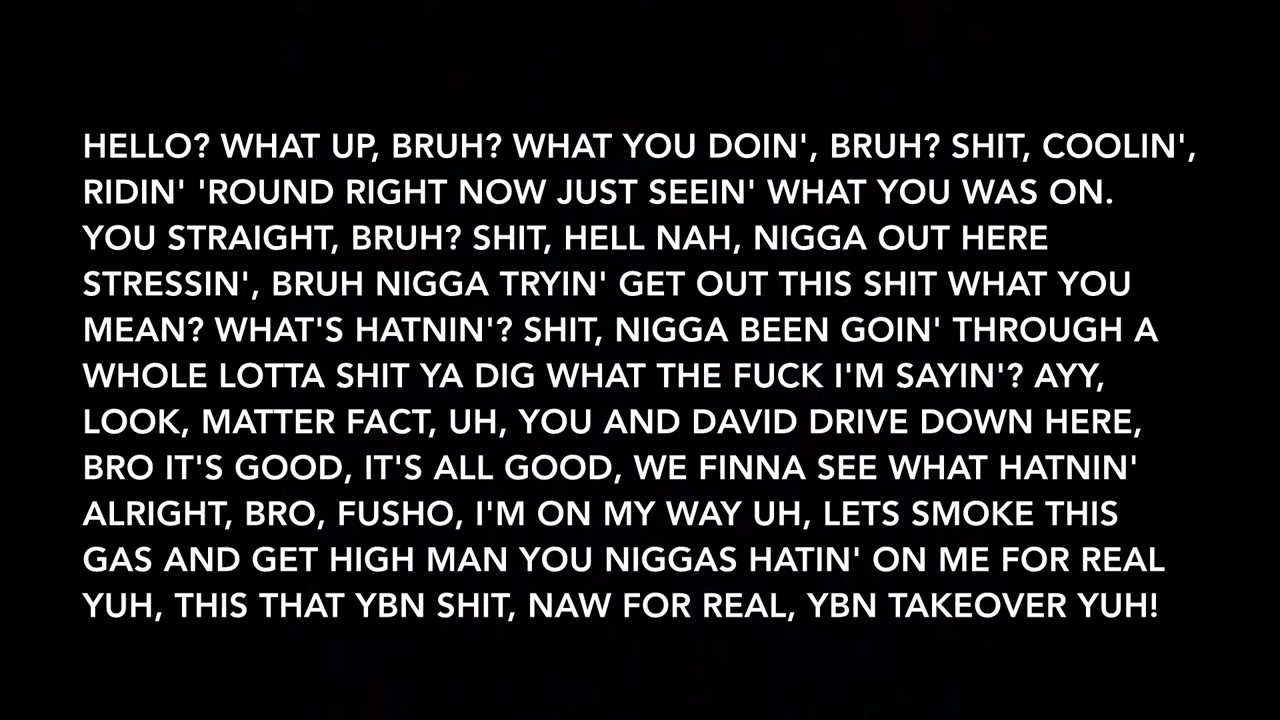 HELLO? WHAT UP, BRUH? WHAT YOU DOIN', BRUH? SHIT, COOLIN',
RIDIN' 'ROUND RIGHT NOW JUST SEEIN' WHAT YOU WAS ON.
YOU STRAIGHT, BRUH? SHIT, HELL NAH, NIGGA OUT HERE
STRESSIN', BRUH NIGGA TRYIN' GET OUT THIS SHIT WHAT YOU
MEAN? WHAT'S HATNIN'? SHIT, NIGGA BEEN GOIN' THROUGH A
WHOLE LOTTA SHIT YA DIG WHAT THE FUCK I'M SAYIN'? AYY,
LOOK, MATTER FACT, UH, YOU AND DAVID DRIVE DOWN HERE,
BRO IT'S GOOD, IT'S ALL GOOD, WE FINNA SEE WHAT HATNIN'
ALRIGHT, BRO, FUSHO, I'M ON MY WAY UH, LETS SMOKE THIS
GAS AND GET HIGH MAN YOU NIGGAS HATIN' ON ME FOR REAL
YUH, THIS THAT YBN SHIT, NAW FOR REAL, YBN TAKEOVER YUH!